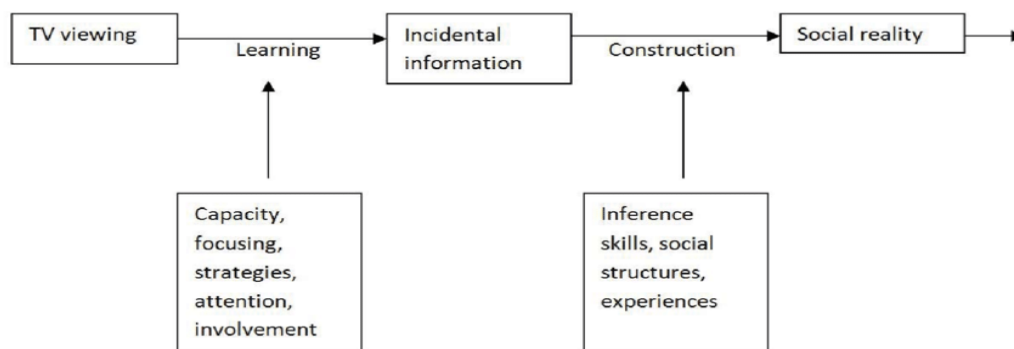 TV viewing
Learning
Incidental
information
Construction
Social reality
Capacity,
focusing,
strategies,
attention,
involvement
Inference
skills, social
structures,
experiences